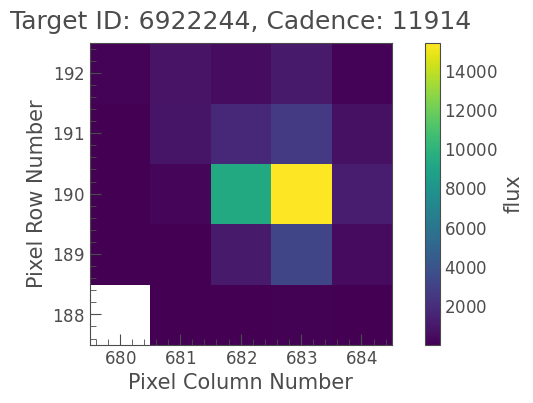 Target ID: 6922244, Cadence: 11914
192
191
190
189
188
Pixel Row Number
680 681 682 683 684
Pixel Column Number
14000
12000
10000
8000
6000
4000
2000
flux